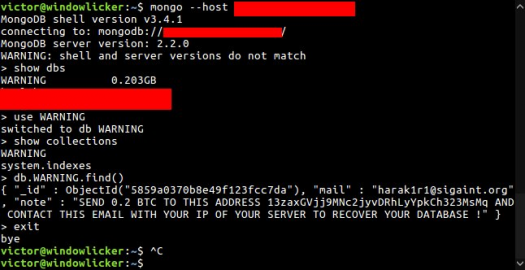 victor@windowlicker:~$ mongo --host
MongoDB shell version v3.4.1
connecting to: mongodb:// /
MongoDB server version: 2.2.0
WARNING: shell and server versions do not match
> show dbs
WARNING 0.203GB
> use WARNING
switched to db WARNING
> show collections
WARNING
system.indexes
> db.WARNING.find()
{ "_id" : ObjectId("5859a0370b8e49f123fcc7da"), "mail" : "harak1r1@sigaint.org"
, "note" : "SEND 0.2 BTC TO THIS ADDRESS 13zaxGVjj9MNc2jyvDRhLyYpkCh323MsMq AND
CONTACT THIS EMAIL WITH YOUR IP OF YOUR SERVER TO RECOVER YOUR DATABASE !" }
> exit
bye
victor@windowlicker:~$ ^C
victor@windowlicker:~$